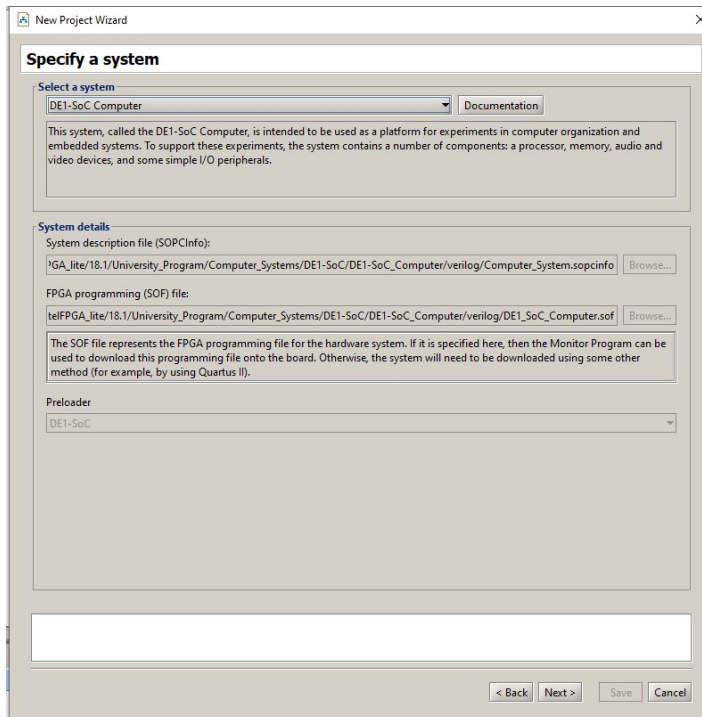 New Project Wizard
Specify a system
Select a system
DE1-SoC Computer
Documentation
This system, called the DE1-SoC Computer, is intended to be used as a platform for experiments in computer organization and
embedded systems. To support these experiments, the system contains a number of components: a processor, memory, audio and
video devices, and some simple I/O peripherals.
System details
System description file (SOPCInfo):
GA_lite/18.1/University_Program/Computer_Systems/DE1-SoC/DE1-SoC_Computer/verilog/Computer_System.sopcinfo
Browse...
FPGA programming (SOF) file:
telFPGA_lite/18.1/University_Program/Computer_Systems/DE1-SoC/DE1-SoC_Computer/verilog/DE1_SoC_Computer.sof
Browse...
The SOF file represents the FPGA programming file for the hardware system. If it is specified here, then the Monitor Program can be
used to download this programming file onto the board. Otherwise, the system will need to be downloaded using some other
method (for example, by using Quartus II).
Preloader
DE1-SoC
< Back
Next >
Save
Cancel